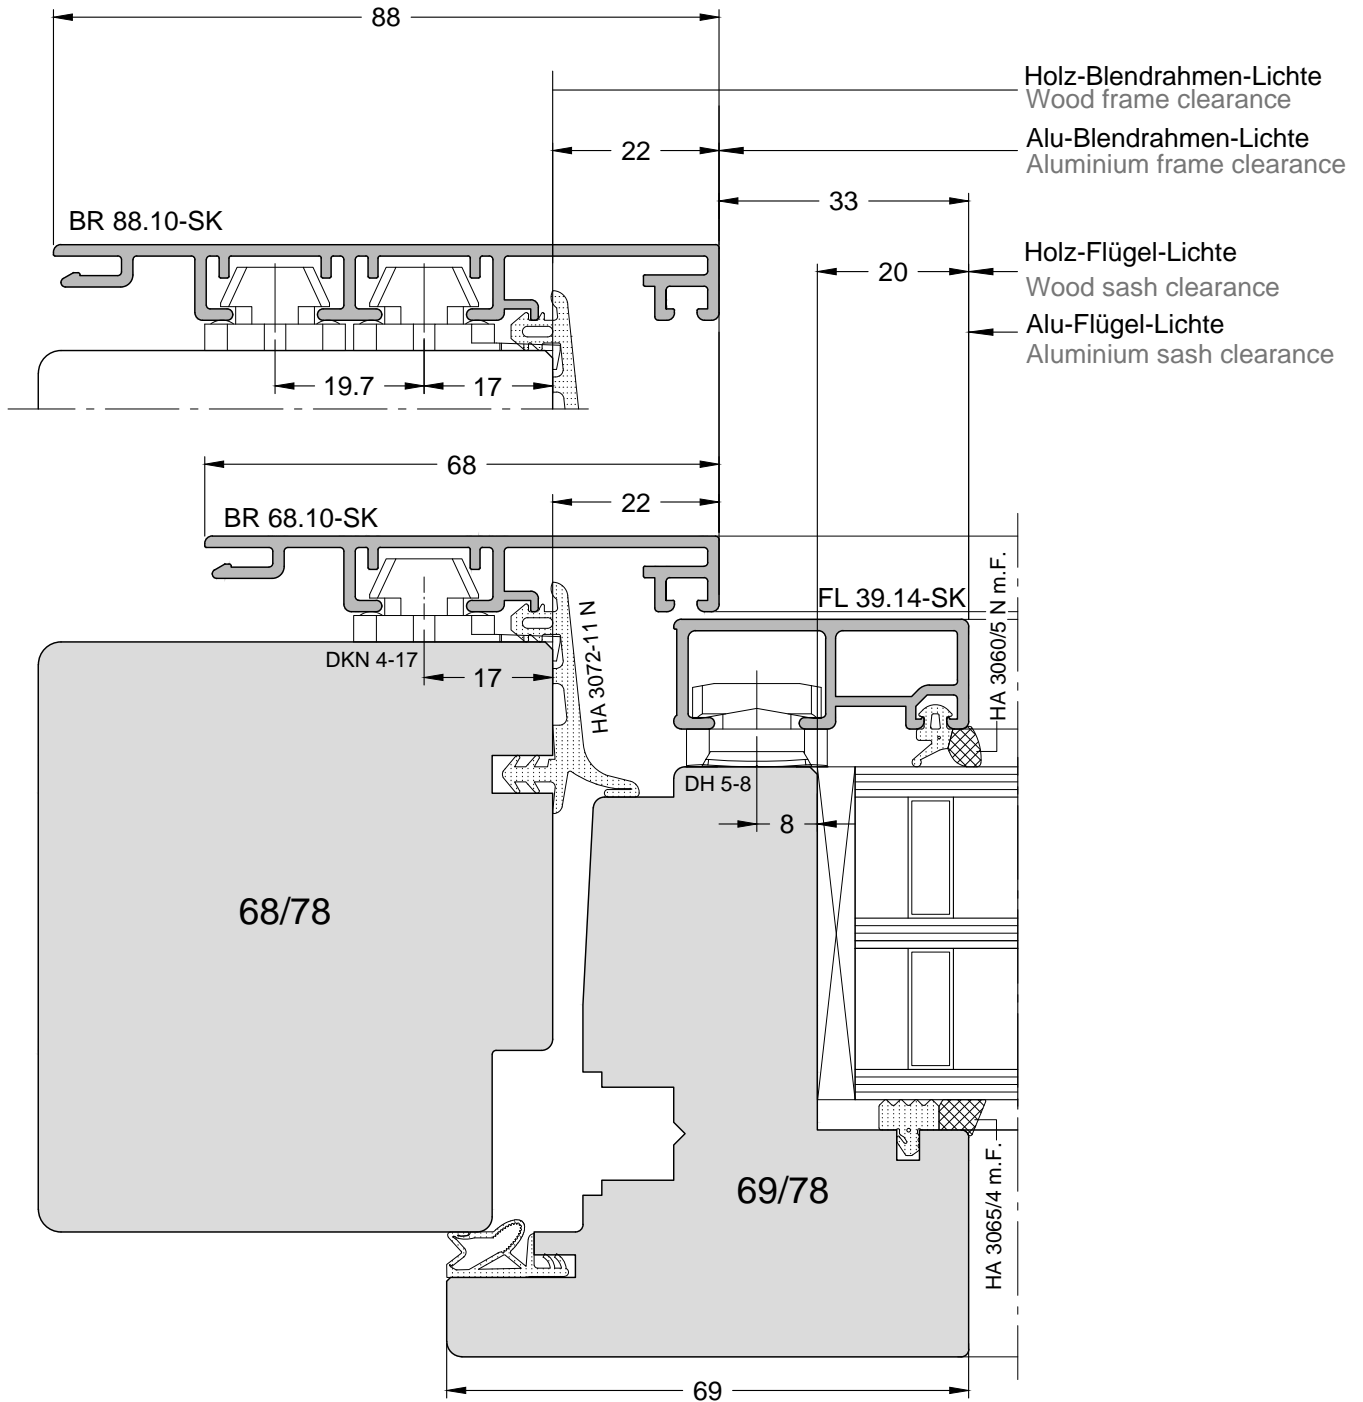 88
Holz-Blendrahmen-Lichte
Wood frame clearance
22
Alu-Blendrahmen-Lichte
Aluminium frame clearance
33
BR 88.10-SK
Holz-Flügel-Lichte
20
Wood sash clearance
Alu-Flügel-Lichte
Aluminium sash clearance
19.7
17
68
22
BR 68.10-SK
FL 39.14-SK
HA 3060/5 N m.F.
HA 3072-11 N
DKN 4-17
17
DH 5-8
8
68/78
69/78
HA 3065/4 m.F.
69